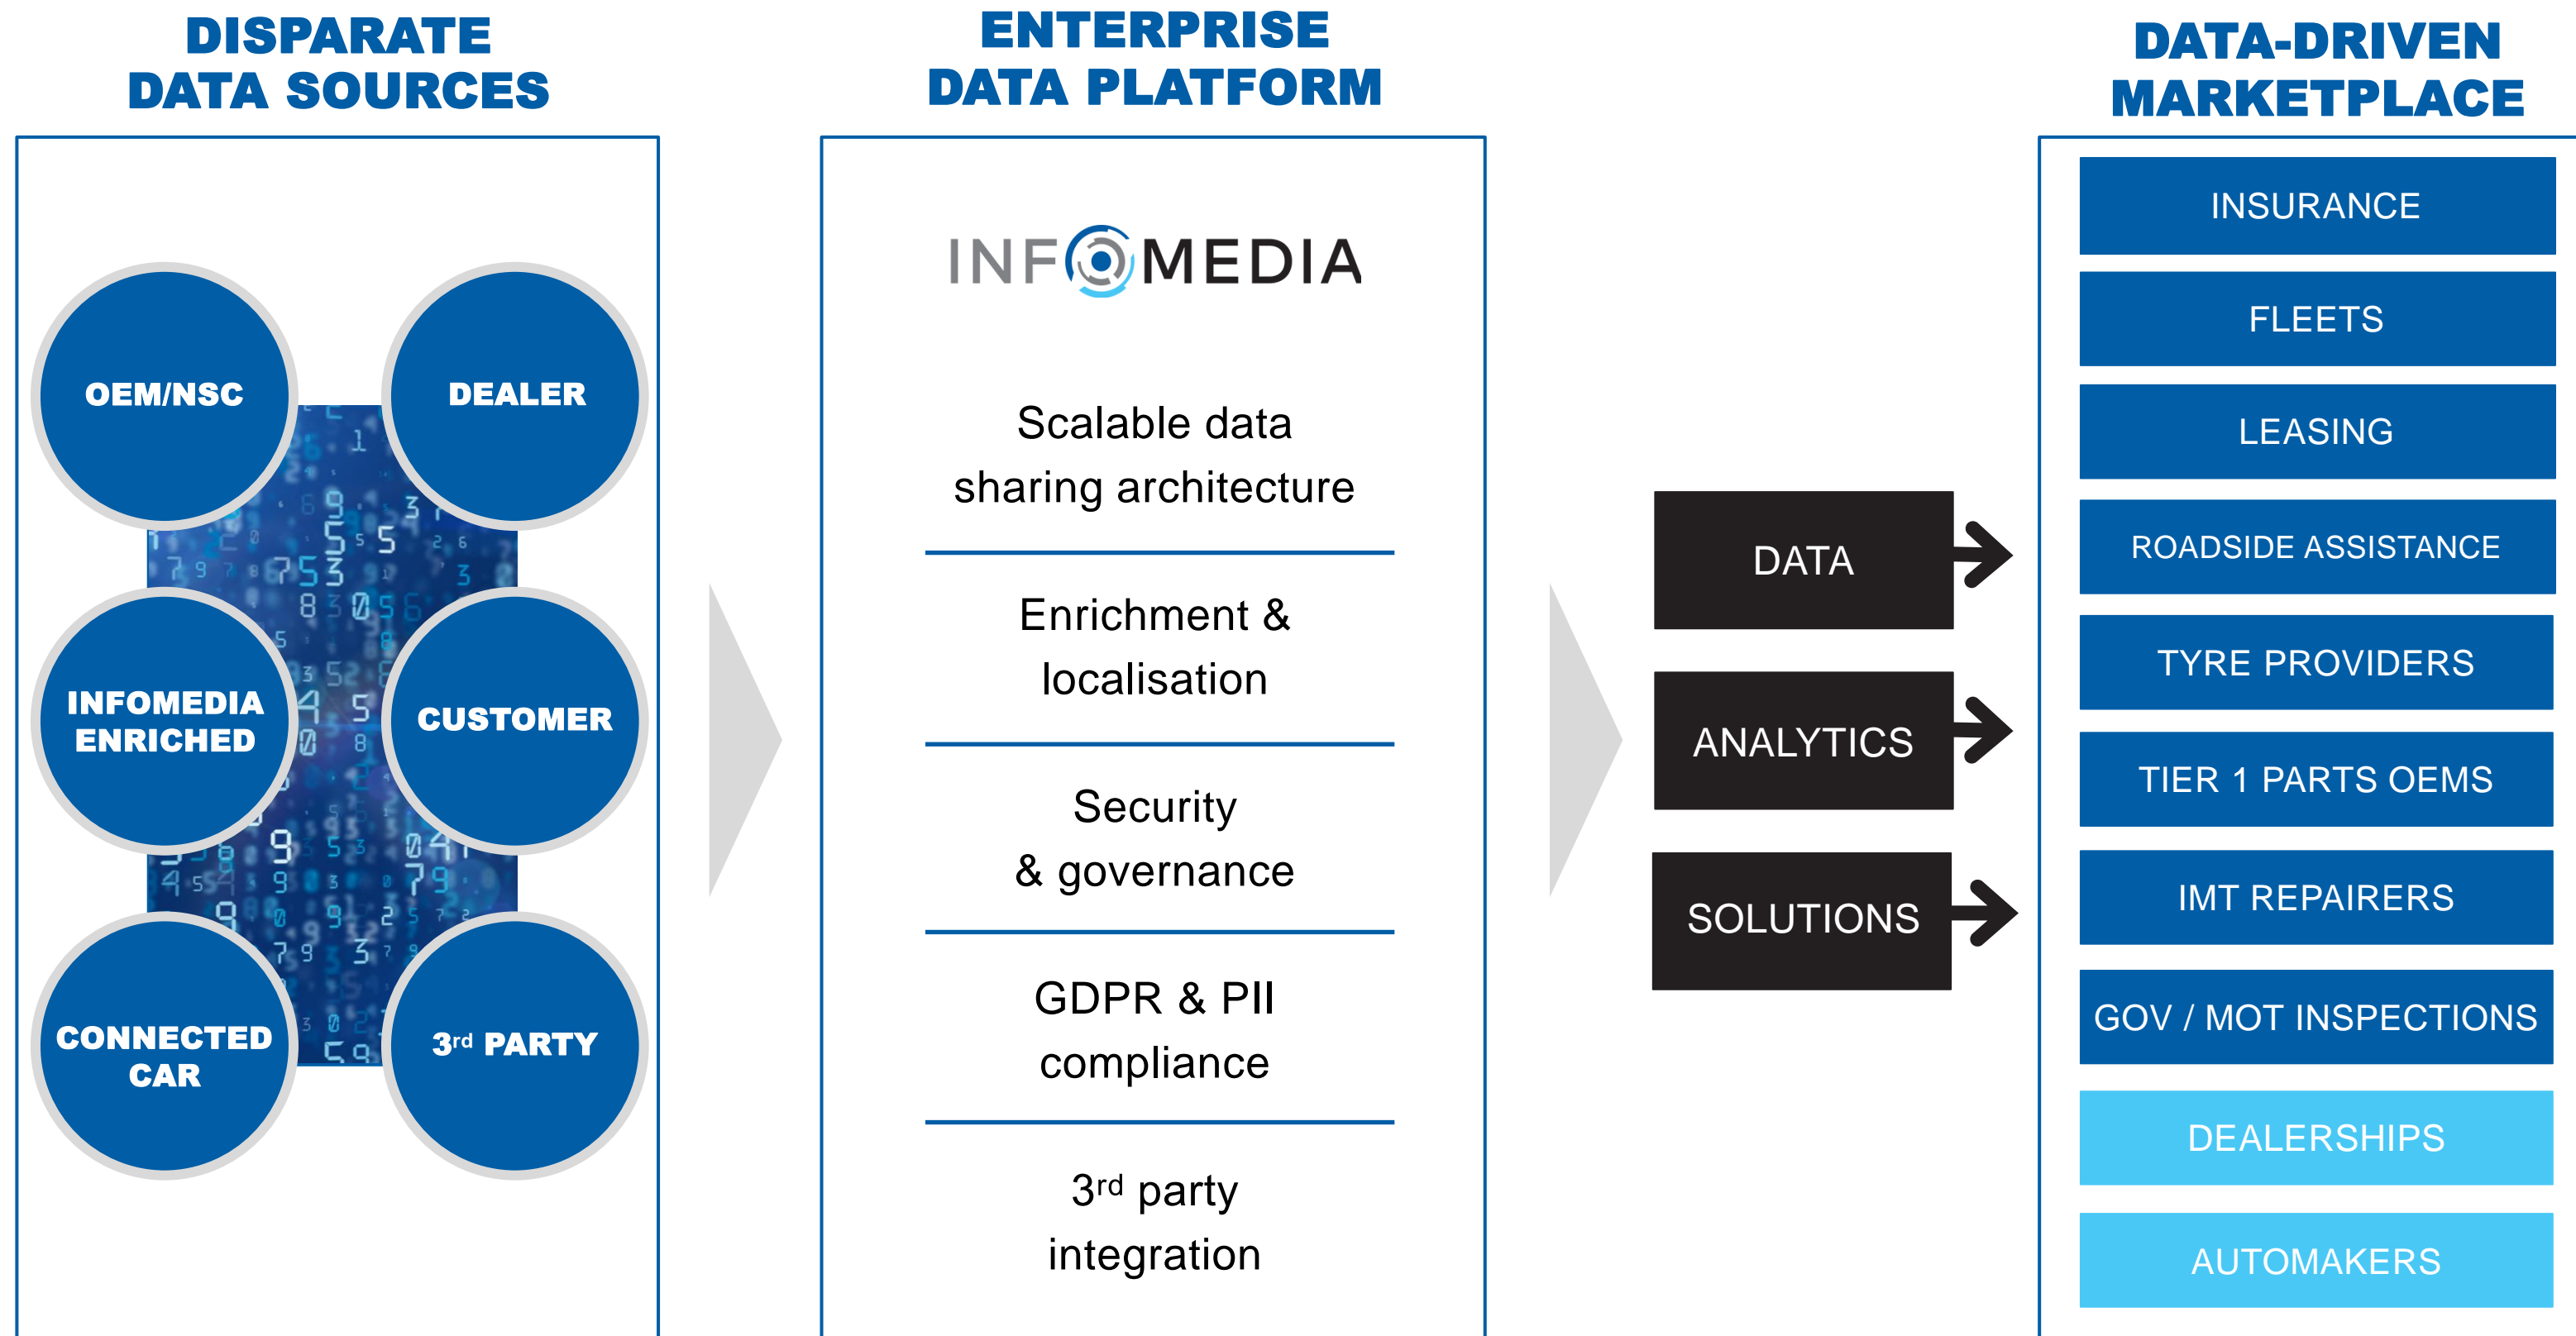 DISPARATE
DATA SOURCES
OEM/NSC
DEALER
INFOMEDIA
ENRICHED
CUSTOMER
CONNECTED
CAR
3rd PARTY
ENTERPRISE
DATA PLATFORM
INFOMEDIA
Scalable data
sharing architecture
Enrichment &
localisation
Security
& governance
GDPR & PII
compliance
3rd party
integration
DATA
ANALYTICS
SOLUTIONS
DATA-DRIVEN
MARKETPLACE
INSURANCE
FLEETS
LEASING
ROADSIDE ASSISTANCE
TYRE PROVIDERS
TIER 1 PARTS OEMS
IMT REPAIRERS
GOV / MOT INSPECTIONS
DEALERSHIPS
AUTOMAKERS